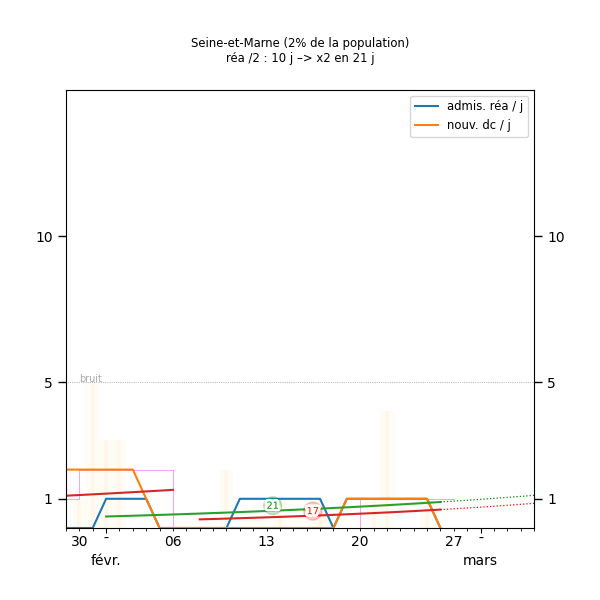 Seine-et-Marne (2% de la population)
réa /2 : 10 j –> x2 en 21 j
admis. réa / j
nouv. dc / j
10 10
bruit
5 5
21
17
1 1
30 - 06 13 20 27 -
févr. mars